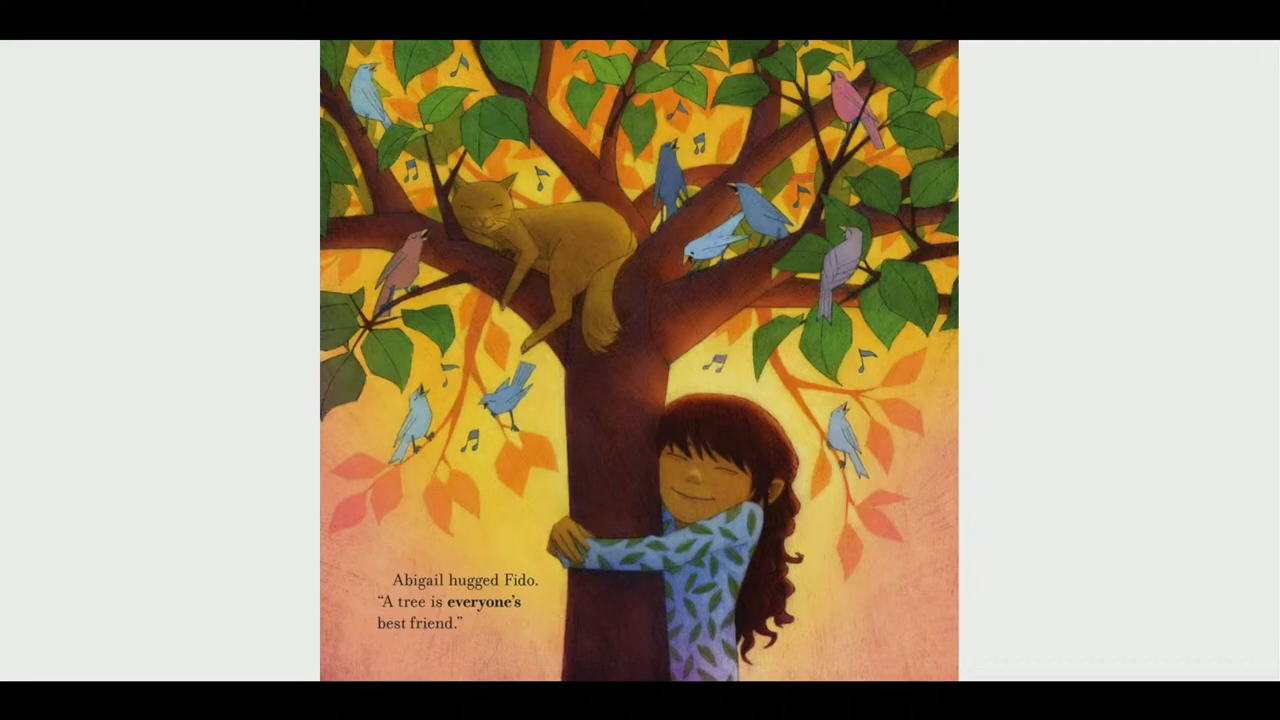 Abigail hugged Fido.
“A tree is everyone’s
best friend.”